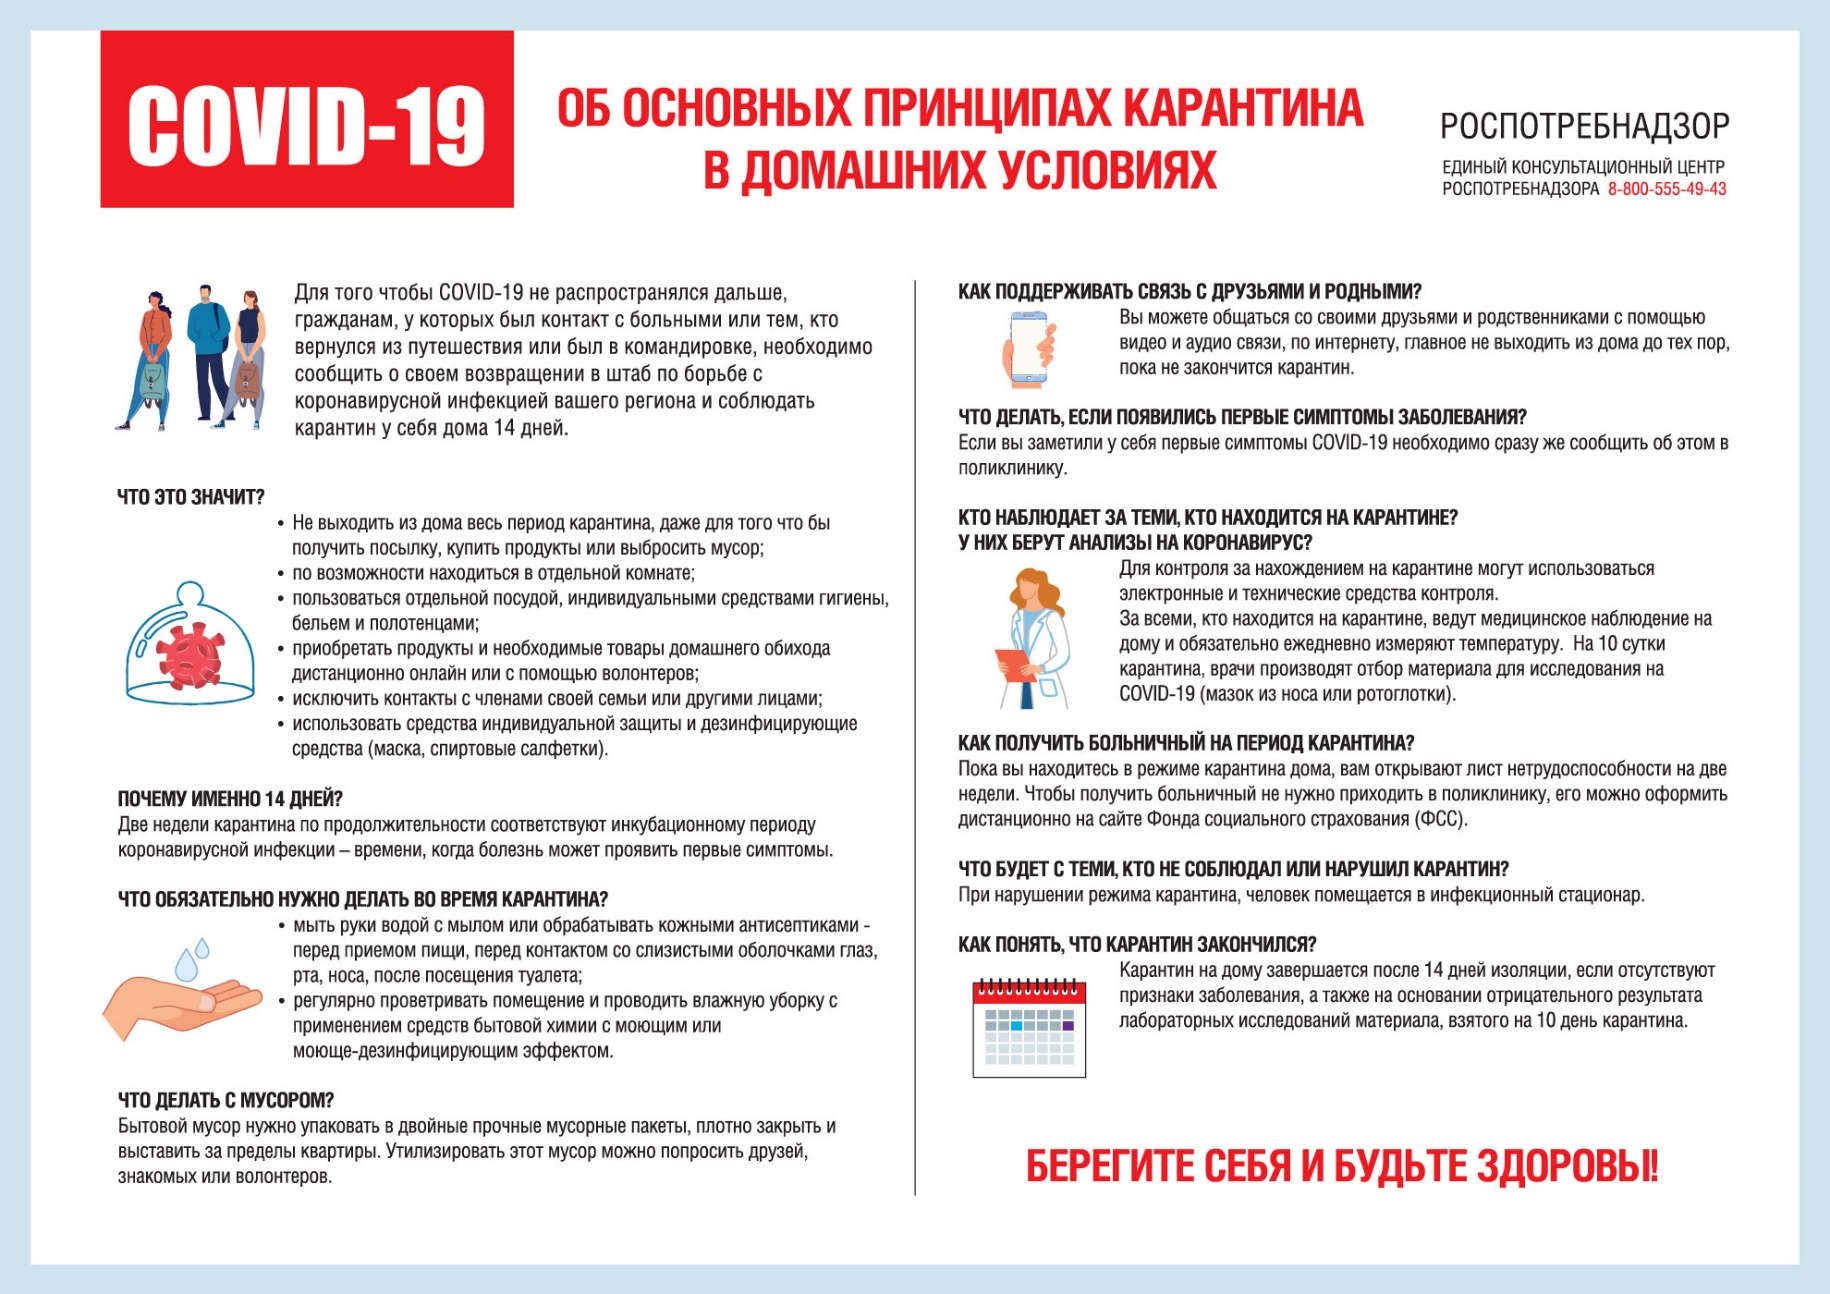 COVID-19
ОБ ОСНОВНЫХ ПРИНЦИПАХ КАРАНТИНА
В ДОМАШНИХ УСЛОВИЯХ
РОСПОТРЕБНАДЗОР
ЕДИНЫЙ КОНСУЛЬТАЦИОННЫЙ ЦЕНТР
РОСПОТРЕБНАДЗОРА 8-800-555-49-43
Для того чтобы COVID-19 не распространялся дальше,
гражданам, у которых был контакт с больными или тем, кто
вернулся из путешествия или был в командировке, необходимо
сообщить о своем возвращении в штаб по борьбе с
коронавирусной инфекцией вашего региона и соблюдать
карантин у себя дома 14 дней.
ЧТО ЭТО ЗНАЧИТ?
• Не выходить из дома весь период карантина, даже для того что бы
получить посылку, купить продукты или выбросить мусор;
• по возможности находиться в отдельной комнате;
• пользоваться отдельной посудой, индивидуальными средствами гигиены,
бельем и полотенцами;
• приобретать продукты и необходимые товары домашнего обихода
дистанционно онлайн или с помощью волонтеров;
• исключить контакты с членами своей семьи или другими лицами;
• использовать средства индивидуальной защиты и дезинфицирующие
средства (маска, спиртовые салфетки).
ПОЧЕМУ ИМЕННО 14 ДНЕЙ?
Две недели карантина по продолжительности соответствуют инкубационному периоду
коронавирусной инфекции – времени, когда болезнь может проявить первые симптомы.
ЧТО ОБЯЗАТЕЛЬНО НУЖНО ДЕЛАТЬ ВО ВРЕМЯ КАРАНТИНА?
• мыть руки водой с мылом или обрабатывать кожными антисептиками -
перед приемом пищи, перед контактом со слизистыми оболочками глаз,
рта, носа, после посещения туалета;
• регулярно проветривать помещение и проводить влажную уборку с
применением средств бытовой химии с моющим или
моюще-дезинфицирующим эффектом.
ЧТО ДЕЛАТЬ С МУСОРОМ?
Бытовой мусор нужно упаковать в двойные прочные мусорные пакеты, плотно закрыть и
выставить за пределы квартиры. Утилизировать этот мусор можно попросить друзей,
знакомых или волонтеров.
КАК ПОДДЕРЖИВАТЬ СВЯЗЬ С ДРУЗЬЯМИ И РОДНЫМИ?
Вы можете общаться со своими друзьями и родственниками с помощью
видео и аудио связи, по интернету, главное не выходить из дома до тех пор,
пока не закончится карантин.
ЧТО ДЕЛАТЬ, ЕСЛИ ПОЯВИЛИСЬ ПЕРВЫЕ СИМПТОМЫ ЗАБОЛЕВАНИЯ?
Если вы заметили у себя первые симптомы COVID-19 необходимо сразу же сообщить об этом в
поликлинику.
КТО НАБЛЮДАЕТ ЗА ТЕМИ, КТО НАХОДИТСЯ НА КАРАНТИНЕ?
У НИХ БЕРУТ АНАЛИЗЫ НА КОРОНАВИРУС?
Для контроля за нахождением на карантине могут использоваться
электронные и технические средства контроля.
За всеми, кто находится на карантине, ведут медицинское наблюдение на
дому и обязательно ежедневно измеряют температуру. На 10 сутки
карантина, врачи производят отбор материала для исследования на
COVID-19 (мазок из носа или ротоглотки).
КАК ПОЛУЧИТЬ БОЛЬНИЧНЫЙ НА ПЕРИОД КАРАНТИНА?
Пока вы находитесь в режиме карантина дома, вам открывают лист нетрудоспособности на две
недели. Чтобы получить больничный не нужно приходить в поликлинику, его можно оформить
дистанционно на сайте Фонда социального страхования (ФСС).
ЧТО БУДЕТ С ТЕМИ, КТО НЕ СОБЛЮДАЛ ИЛИ НАРУШИЛ КАРАНТИН?
При нарушении режима карантина, человек помещается в инфекционный стационар.
КАК ПОНЯТЬ, ЧТО КАРАНТИН ЗАКОНЧИЛСЯ?
Карантин на дому завершается после 14 дней изоляции, если отсутствуют
признаки заболевания, а также на основании отрицательного результата
лабораторных исследований материала, взятого на 10 день карантина.
БЕРЕГИТЕ СЕБЯ И БУДЬТЕ ЗДОРОВЫ!